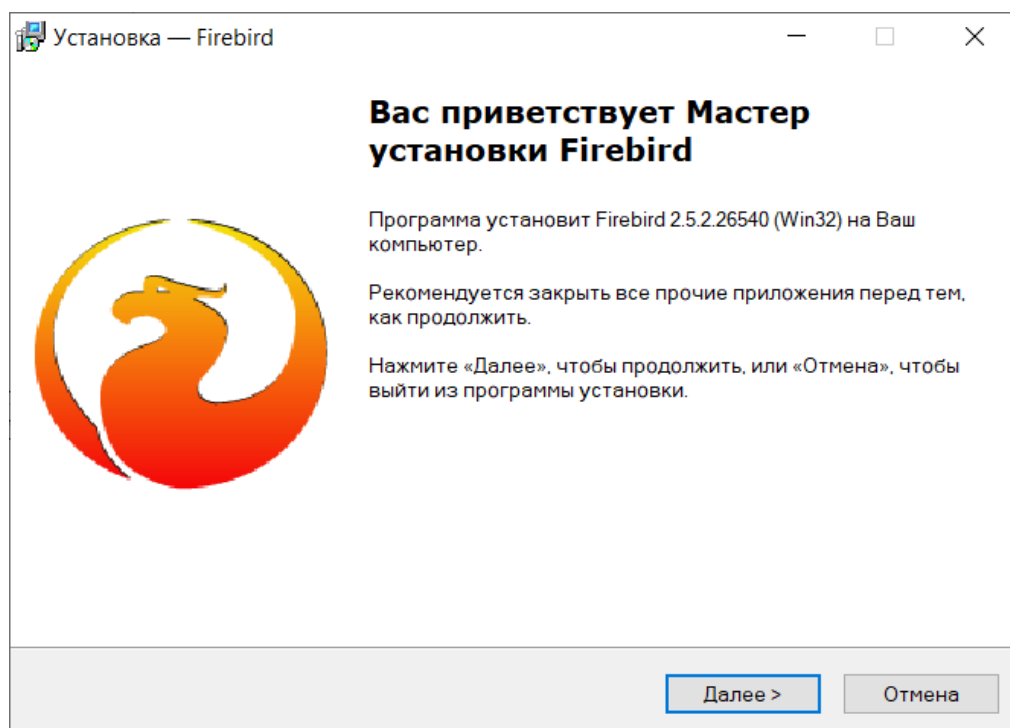 Установка — Firebird
Вас приветствует Мастер
установки Firebird
Программа установит Firebird 2.5.2.26540 (Win32) на Ваш
компьютер.
Рекомендуется закрыть все прочие приложения перед тем,
как продолжить.
Нажмите «Далее», чтобы продолжить, или «Отмена», чтобы
выйти из программы установки.
Далее >
Отмена